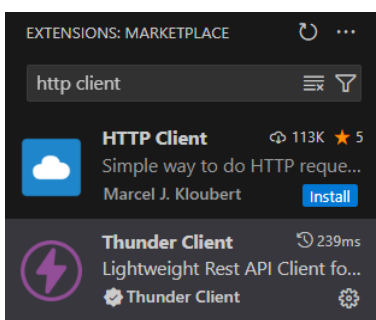 EXTENSIONS: MARKETPLACE
http client
HTTP Client 113K ★ 5
Simple way to do HTTP reque...
Marcel J. Kloubert Install
Thunder Client 239ms
Lightweight Rest API Client fo...
Thunder Client